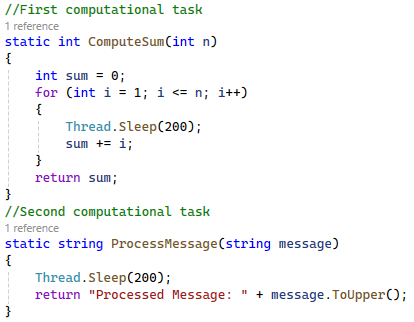 //First computational task
1 reference
static int ComputeSum(int n)
{
    int sum = 0;
    for (int i = 1; i <= n; i++)
    {
        Thread.Sleep(200);
        sum += i;
    }
    return sum;
}
//Second computational task
1 reference
static string ProcessMessage(string message)
{
    Thread.Sleep(200);
    return "Processed Message: " + message.ToUpper();
}